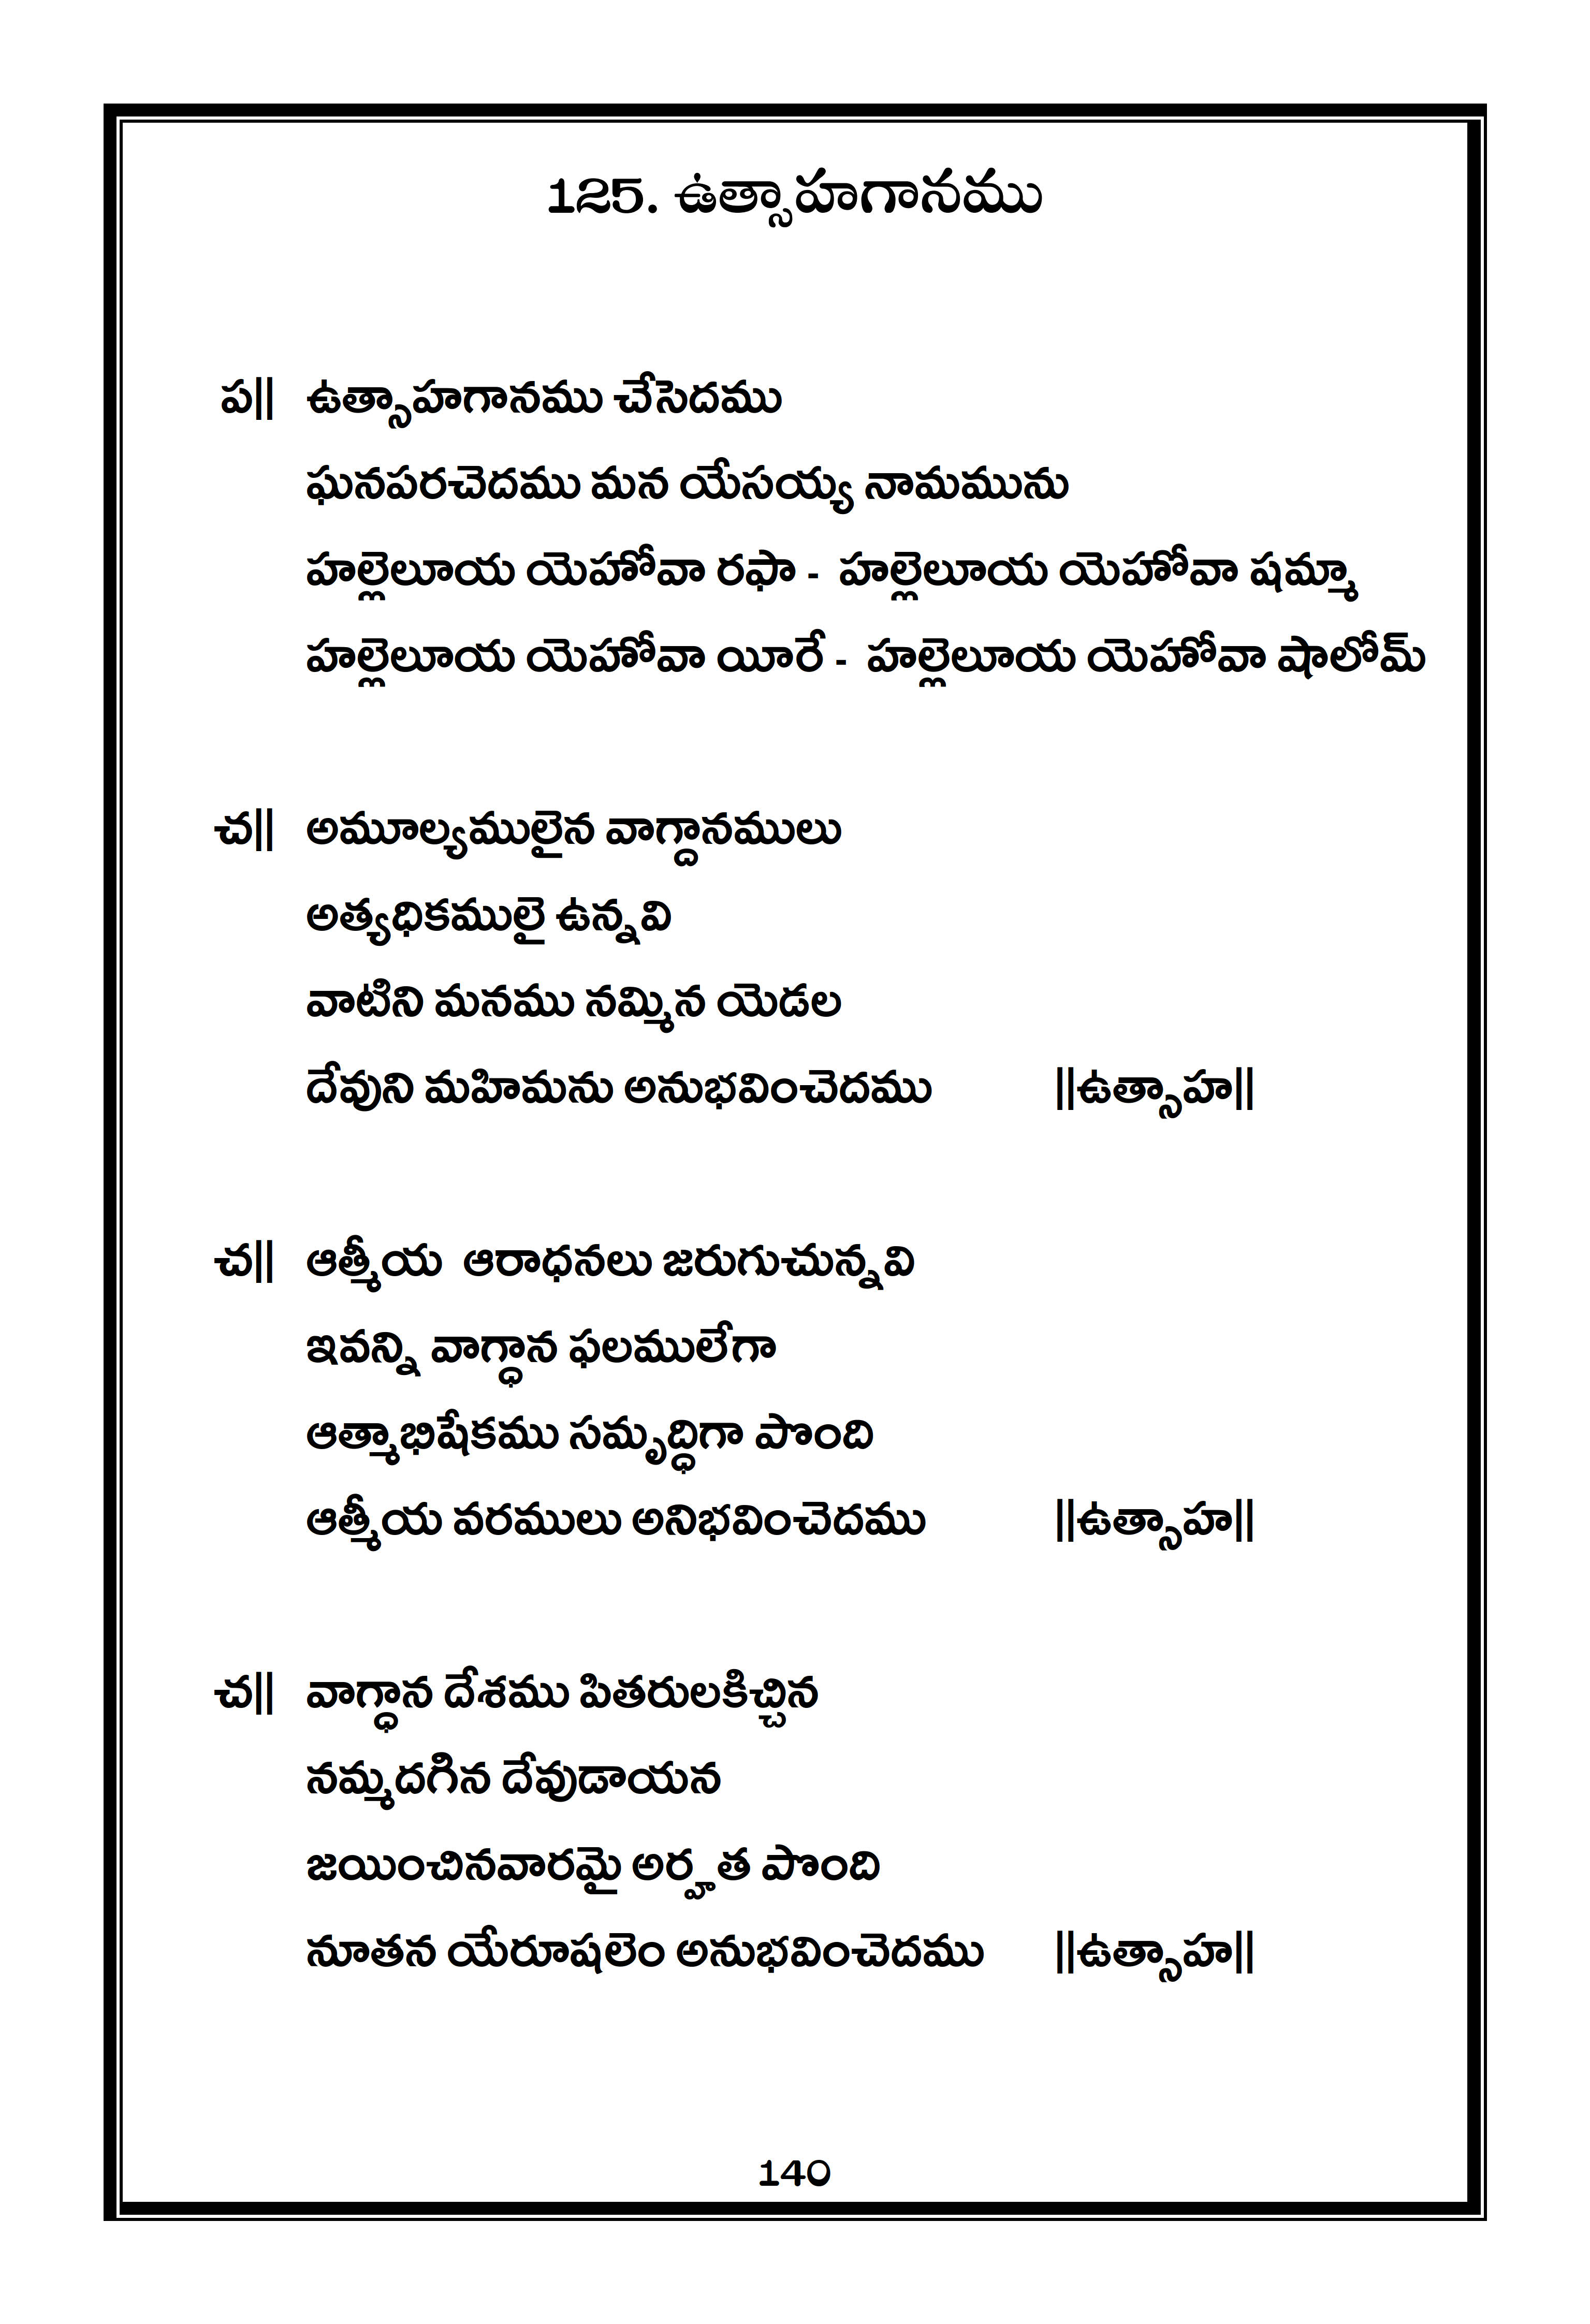 125. ఉత్సాహగానము
ప|| ఉత్సాహగానము చేసెదము
ఘనపరచెదము మన యేసయ్య నామమును
హల్లెలూయ యెహోవా రఫా - హల్లెలూయ యెహోవా షమ్మా
హల్లెలూయ యెహోవా యీరే - హల్లెలూయ యెహోవా షాలోమ్
చ|| అమూల్యములైన వాగ్దానములు
అత్యధికములై ఉన్నవి
వాటిని మనము నమ్మిన యెడల
దేవుని మహిమను అనుభవించెదము ||ఉత్సాహ||
చ|| ఆత్మీయ ఆరాధనలు జరుగుచున్నవి
ఇవన్ని వాగ్ధాన ఫలములేగా
ఆత్మాభిషేకము సమృద్ధిగా పొంది
ఆత్మీయ వరములు అనిభవించెదము ||ఉత్సాహ||
చ|| వాగ్ధాన దేశము పితరులకిచ్చిన
నమ్మదగిన దేవుడాయన
జయించినవారమై అర్హత పొంది
నూతన యేరూషలెం అనుభవించెదము ||ఉత్సాహ||
140